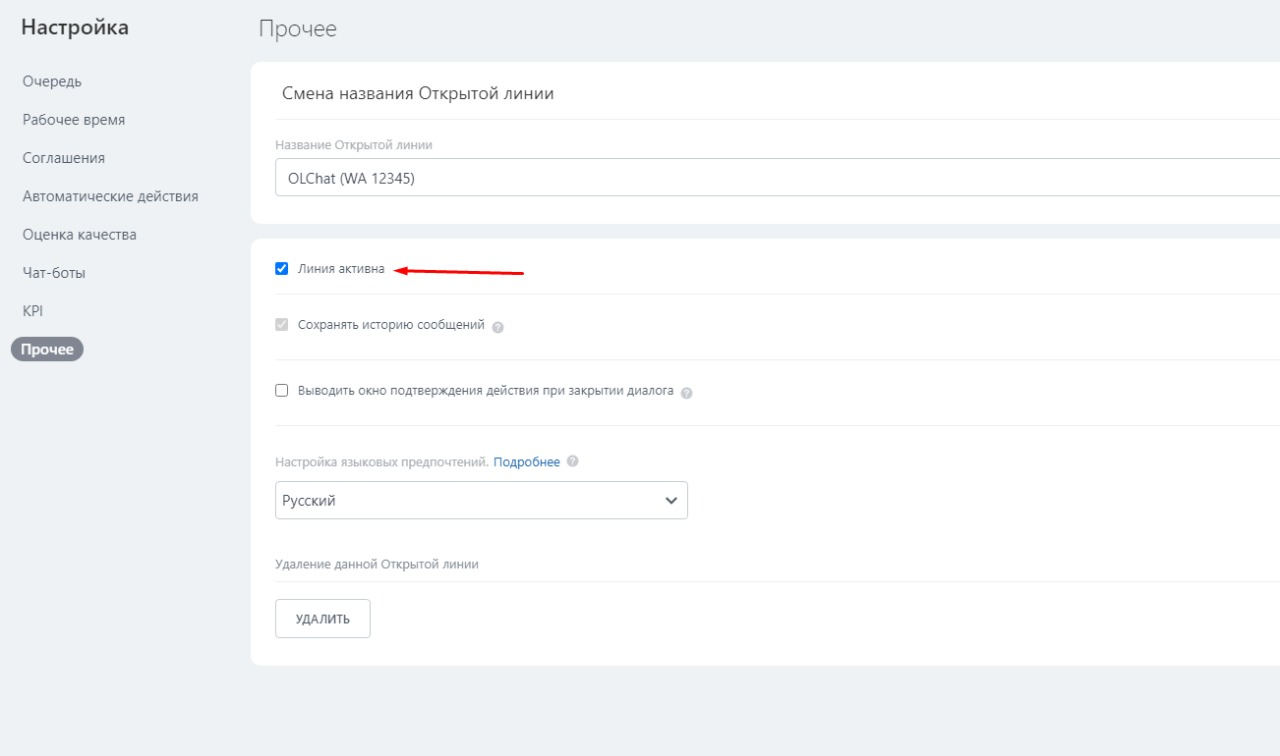 Настройка
Очередь
Рабочее время
Соглашения
Автоматические действия
Оценка качества
Чат-боты
KPI
Прочее
Прочее
Смена названия Открытой линии
Название Открытой линии
OLChat (WA 12345)
Линия активна
Сохранять историю сообщений ?
Выводить окно подтверждения действия при закрытии диалога ?
Настройка языковых предпочтений. Подробнее ?
Русский
Удаление данной Открытой линии
УДАЛИТЬ